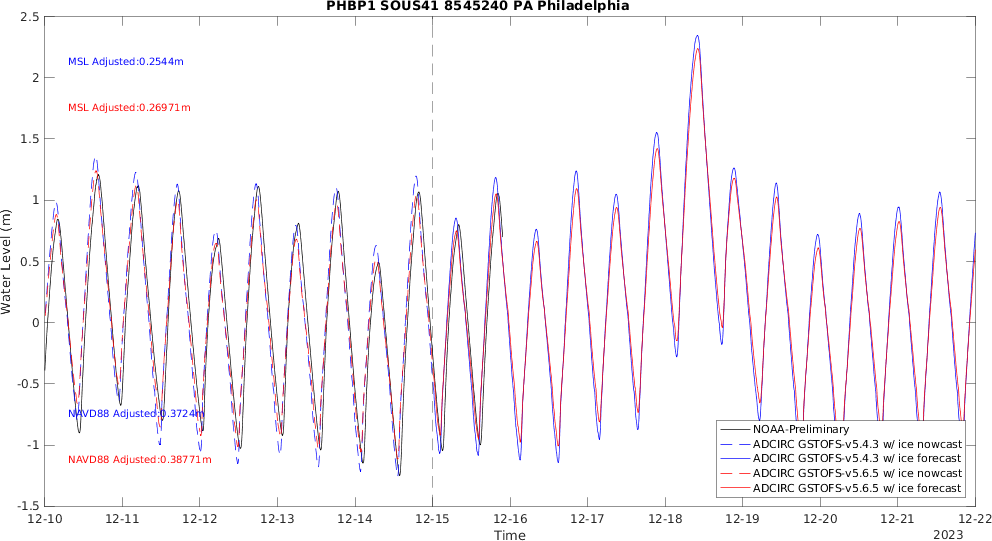 PHBP1 SOUS41 8545240 PA Philadelphia
2.5
2
1.5
1
0.5
0
-0.5
-1
-1.5
Water Level (m)
MSL Adjusted:0.2544m
MSL Adjusted:0.26971m
NAVD88 Adjusted:0.3724m
NAVD88 Adjusted:0.38771m
NOAA-Preliminary
ADCIRC GSTOFS-v5.4.3 w/ ice nowcast
ADCIRC GSTOFS-v5.4.3 w/ ice forecast
ADCIRC GSTOFS-v5.6.5 w/ ice nowcast
ADCIRC GSTOFS-v5.6.5 w/ ice forecast
12-10 12-11 12-12 12-13 12-14 12-15 12-16 12-17 12-18 12-19 12-20 12-21 12-22
Time
2023